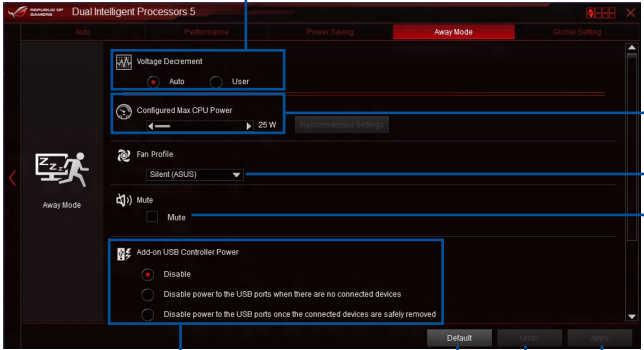 REPUBLIC OF GAMERS
Dual Intelligent Processors 5
Auto Performance Power Saving Away Mode Global Setting
Voltage Decrement
Auto User
Configured Max CPU Power
25 W Recommended Settings
Fan Profile
Silent (ASUS)
Zzz
Away Mode
Mute
Mute
Add-on USB Controller Power
Disable
Disable power to the USB ports when there are no connected devices
Disable power to the USB ports once the connected devices are safely removed
Default Undo Apply